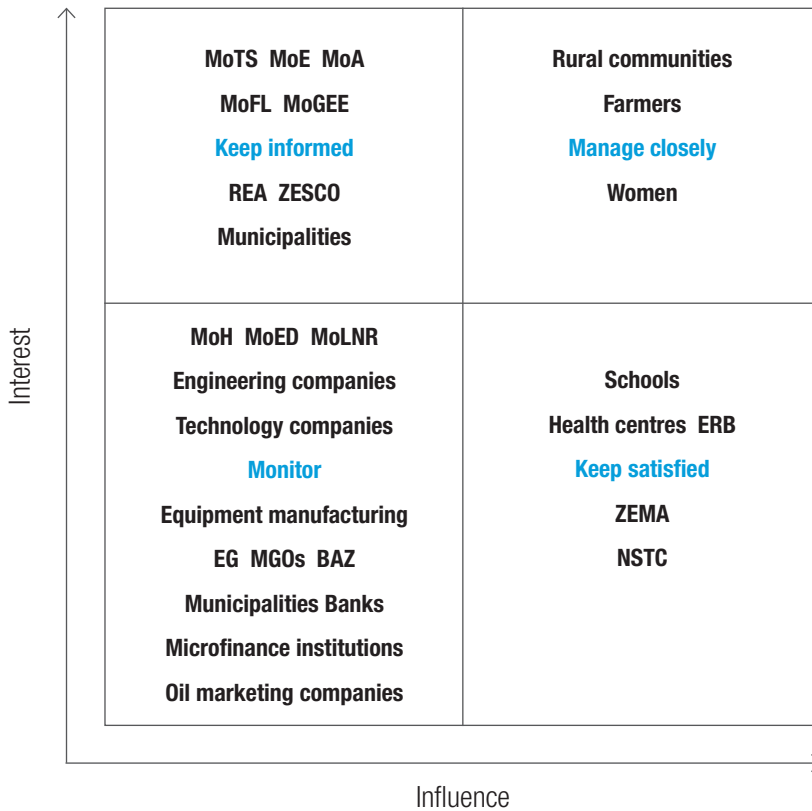 MoTS MoE MoA
MoFL MoGEE
Keep informed
REA ZESCO
Municipalities
Rural communities
Farmers
Manage closely
Women
Interest
MoH MoED MoLNR
Engineering companies
Technology companies
Monitor
Equipment manufacturing
EG MGOs BAZ
Municipalities Banks
Microfinance institutions
Oil marketing companies
Schools
Health centres ERB
Keep satisfied
ZEMA
NSTC
Influence